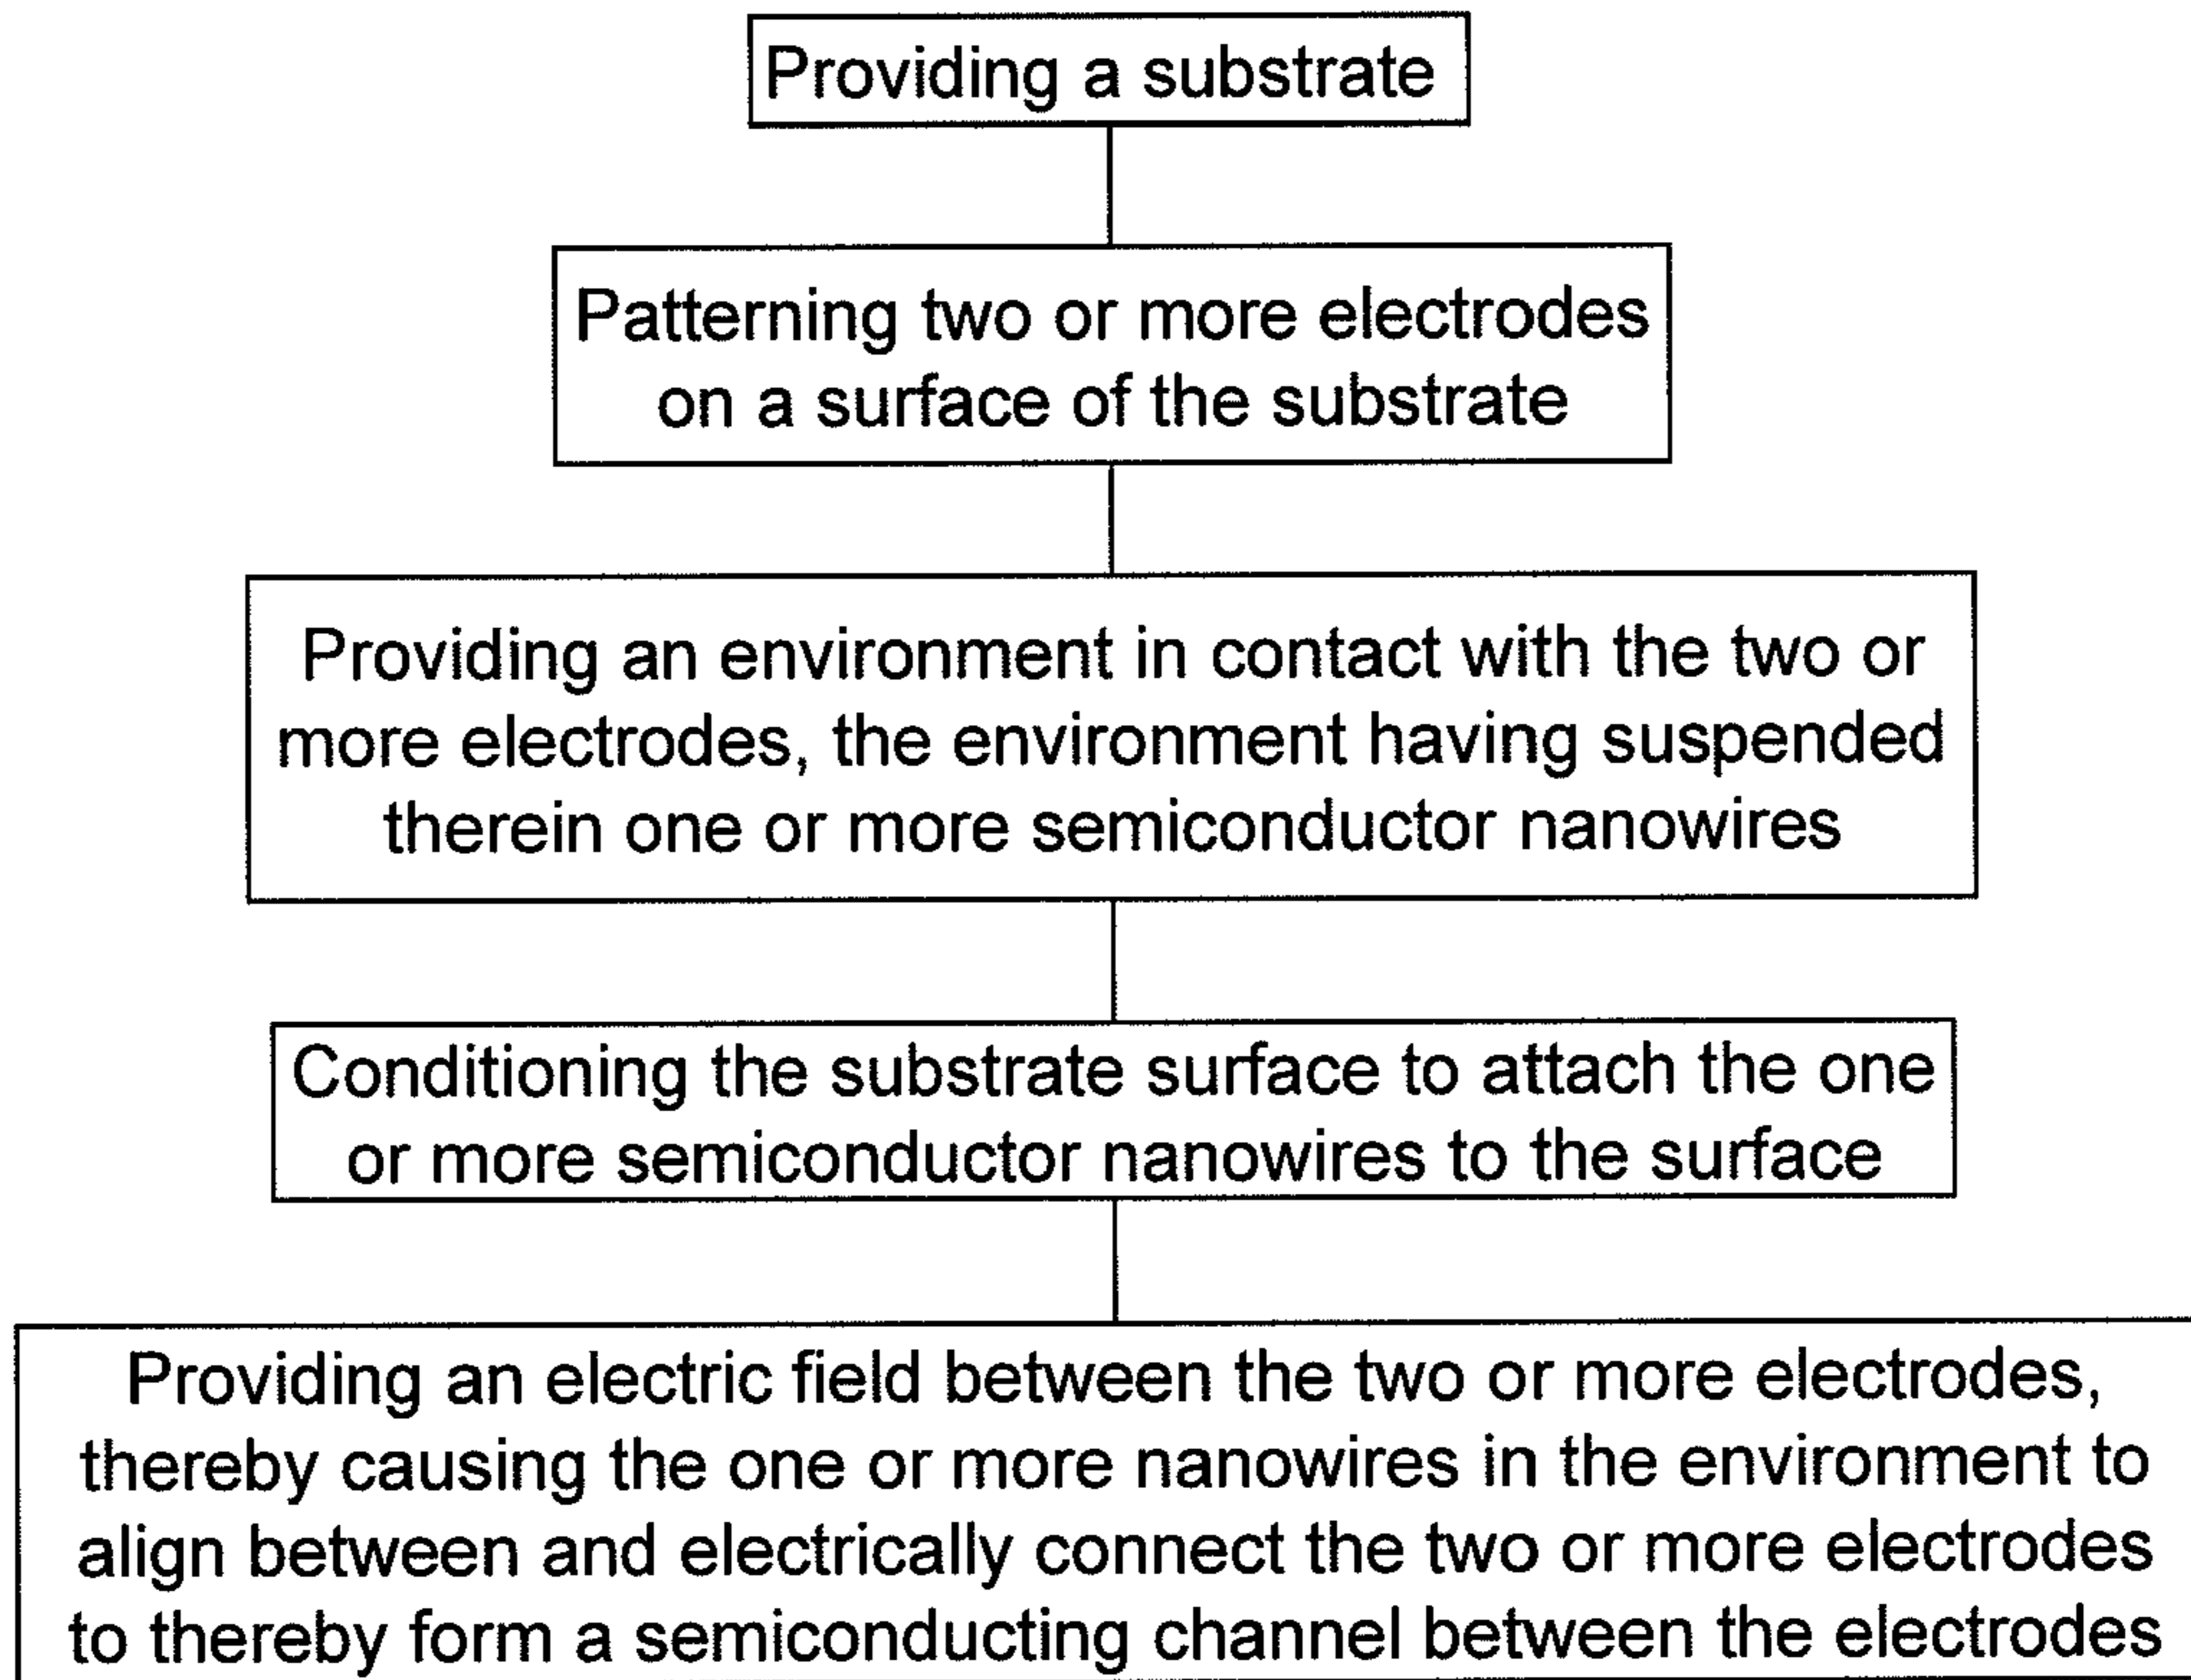 Providing a substrate
Patterning two or more electrodes
on a surface of the substrate
Providing an environment in contact with the two or
more electrodes, the environment having suspended
therein one or more semiconductor nanowires
Conditioning the substrate surface to attach the one
or more semiconductor nanowires to the surface
Providing an electric field between the two or more electrodes,
thereby causing the one or more nanowires in the environment to
align between and electrically connect the two or more electrodes
to thereby form a semiconducting channel between the electrodes